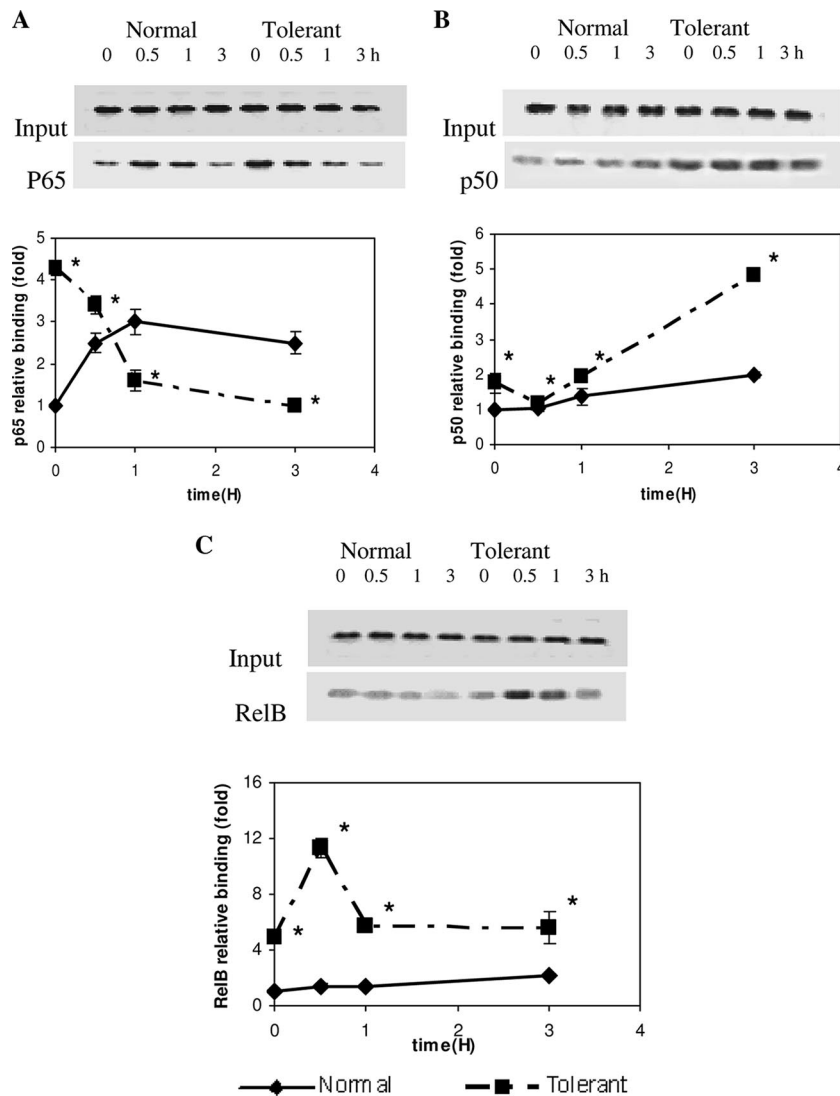 A
Normal Tolerant
0 0.5 1 3 0 0.5 1 3 h
Input
P65
p65 relative binding (fold)
5
4
3
2
1
0
* * * *
0 1 2 3 4
time(H)
B
Normal Tolerant
0 0.5 1 3 0 0.5 1 3 h
Input
p50
p50 relative binding (fold)
6
5
4
3
2
1
0
* * * *
0 1 2 3 4
time(H)
C
Normal Tolerant
0 0.5 1 3 0 0.5 1 3 h
Input
RelB
RelB relative binding (fold)
16
12
8
4
0
* * * *
0 1 2 3 4
time(H)
Normal Tolerant